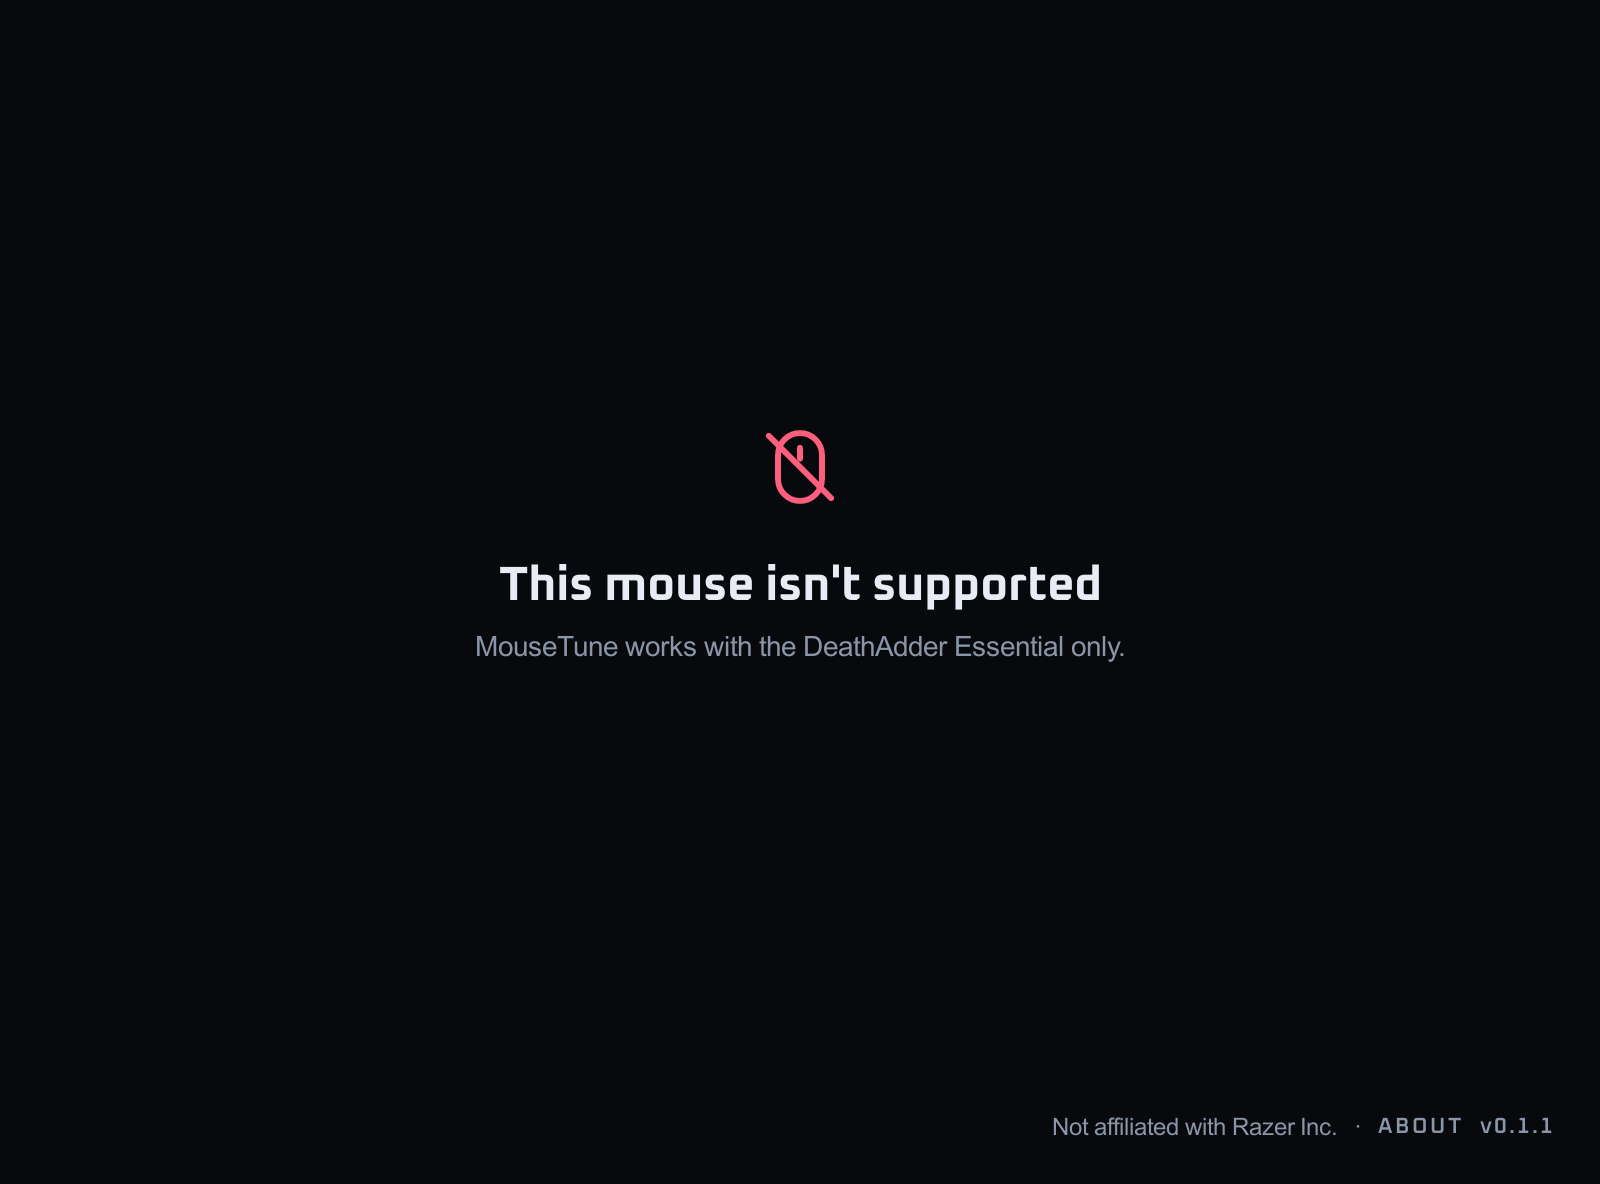 This mouse isn't supported
MouseTune works with the DeathAdder Essential only.
Not affiliated with Razer Inc. · ABOUT v0.1.1